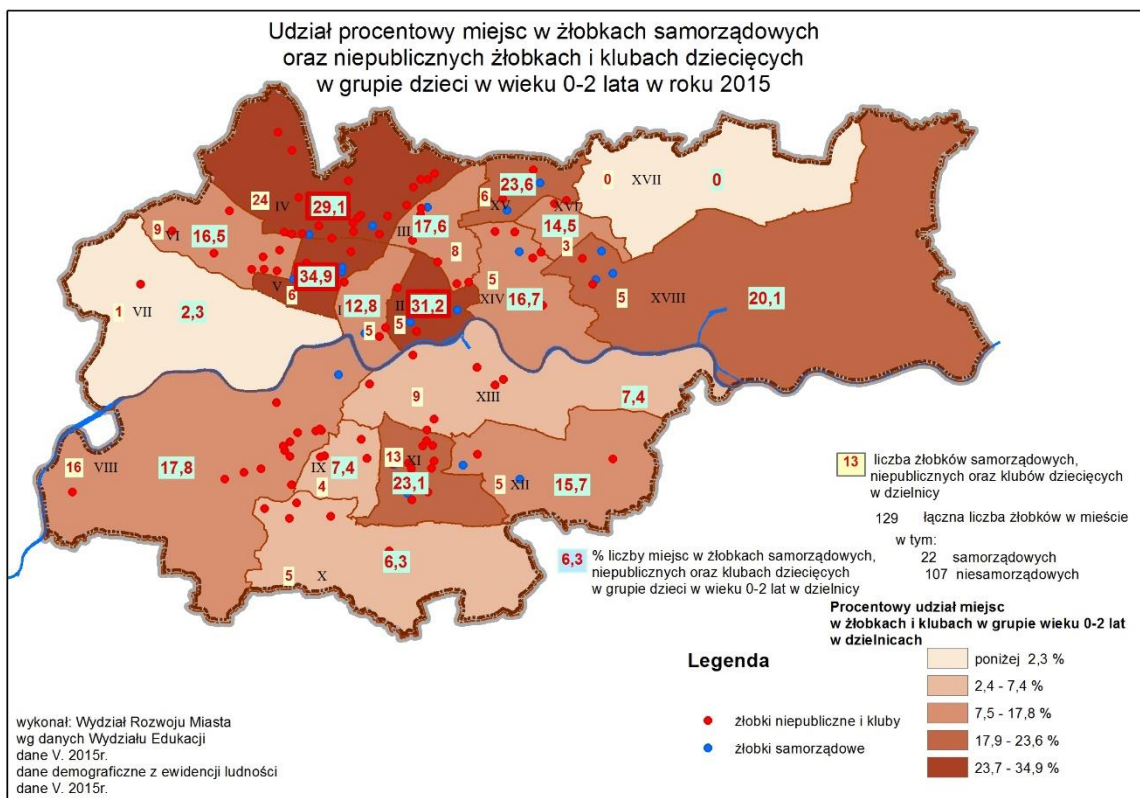 Udział procentowy miejsc w żłobkach samorządowych
oraz niepublicznych żłobkach i klubach dziecięcych
w grupie dzieci w wieku 0-2 lata w roku 2015
0 XVII 0
6 23,6
XV
24 IV 29,1
9 VI 16,5
III 17,6
XVI
14,5
3
8
34,9
V
6
I 12,8
5
II 31,2
5
5
XIV 16,7
5 XVIII 20,1
1 VII 2,3
9 XIII 7,4
16 VIII 17,8
IX 7,4
4
13 XI
23,1
5 XII 15,7
6,3
5 X
13 liczba żłobków samorządowych,
niepublicznych oraz klubów dziecięcych
w dzielnicy
129 łączna liczba żłobków w mieście
w tym:
22 samorządowych
107 niesamorządowych
6,3 % liczby miejsc w żłobkach samorządowych,
niepublicznych oraz klubach dziecięcych
w grupie dzieci w wieku 0-2 lat w dzielnicy
Procentowy udział miejsc
w żłobkach i klubach w grupie wieku 0-2 lat
w dzielnicach
poniżej 2,3 %
2,4 - 7,4 %
7,5 - 17,8 %
17,9 - 23,6 %
23,7 - 34,9 %
Legenda
żłobki niepubliczne i kluby
żłobki samorządowe
wykonał: Wydział Rozwoju Miasta
wg danych Wydziału Edukacji
dane V. 2015r.
dane demograficzne z ewidencji ludności
dane V. 2015r.